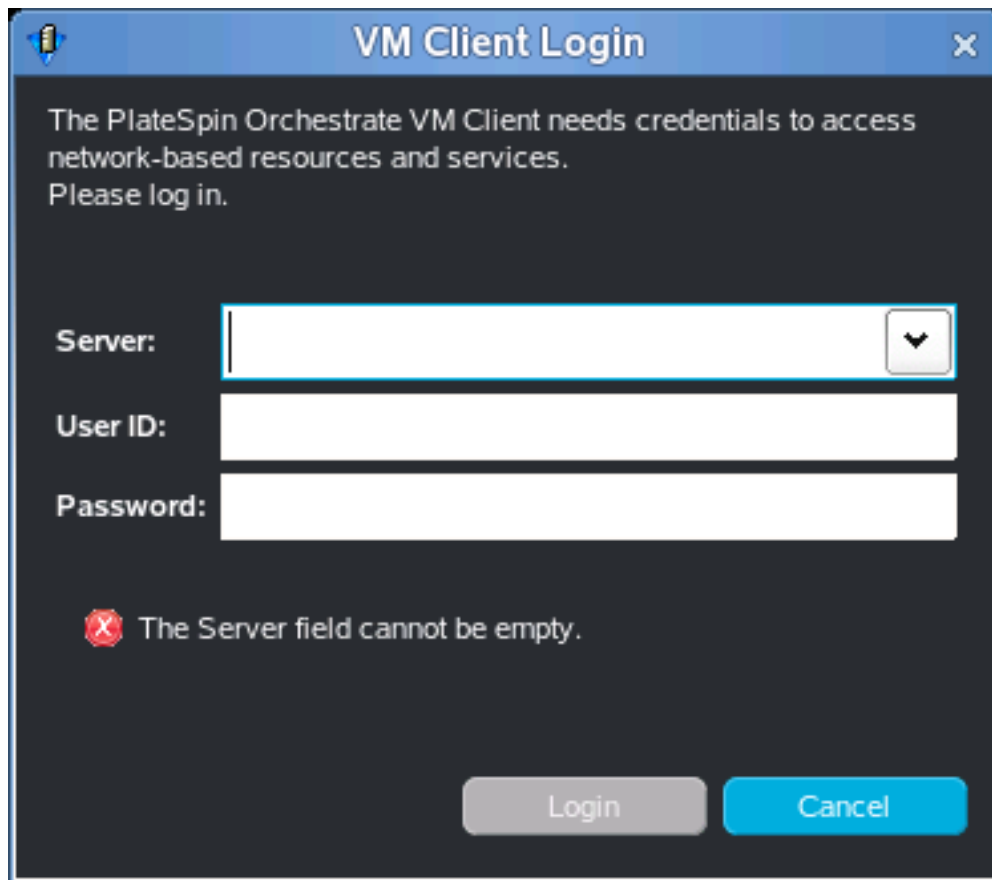 VM Client Login
The PlateSpin Orchestrate VM Client needs credentials to access
network-based resources and services.
Please log in.
Server:
User ID:
Password:
The Server field cannot be empty.
Login
Cancel